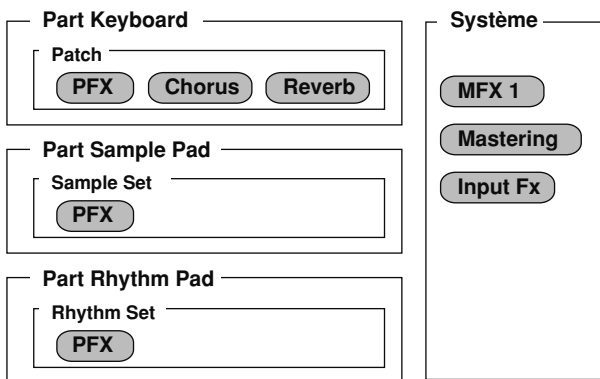 Part Keyboard
Patch
PFX Chorus Reverb
Part Sample Pad
Sample Set
PFX
Part Rhythm Pad
Rhythm Set
PFX
Système
MFX 1
Mastering
Input Fx